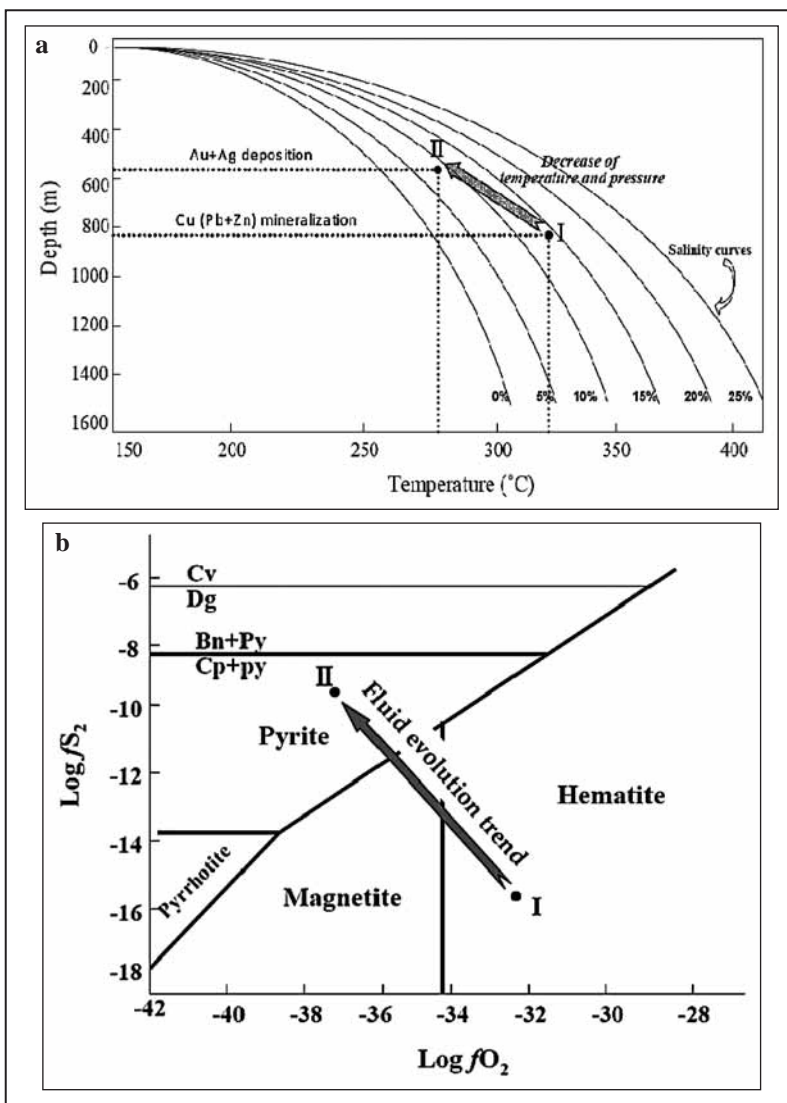 a
0
200
400
600
800
1000
1200
1400
1600
Depth (m)
Au+Ag deposition
Cu (Pb+Zn) mineralization
II
I
Decrease of
temperature and pressure
Salinity curves
0%
5%
10%
15%
20%
25%
150
200
250
300
350
400
Temperature (°C)
b
-6
-8
-10
-12
-14
-16
-18
Log fS2
Cv
Dg
Bn+Py
Cp+py
II
Pyrite
Fluid evolution trend
Hematite
Pyrrhotite
Magnetite
I
-42
-40
-38
-36
-34
-32
-30
-28
Log fO2